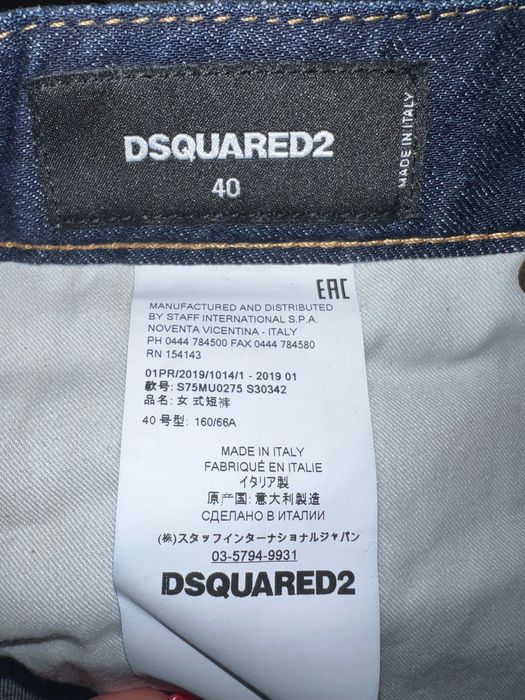 DSQUARED2
40
MADE IN ITALY
EAC
MANUFACTURED AND DISTRIBUTED
BY STAFF INTERNATIONAL S.P.A.
NOVENTA VICENTINA - ITALY
PH 0444 784500 FAX 0444 784580
RN 154143
01PR/2019/1014/1 - 2019 01
款号: S75MU0275 S30342
品名: 女 式短裤
40 号型: 160/66A
MADE IN ITALY
FABRIQUÉ EN ITALIE
イタリア製
原产国: 意大利製造
СДЕЛАНО В ИТАЛИИ
(株)スタッフインターナショナルジャパン
03-5794-9931
DSQUARED2